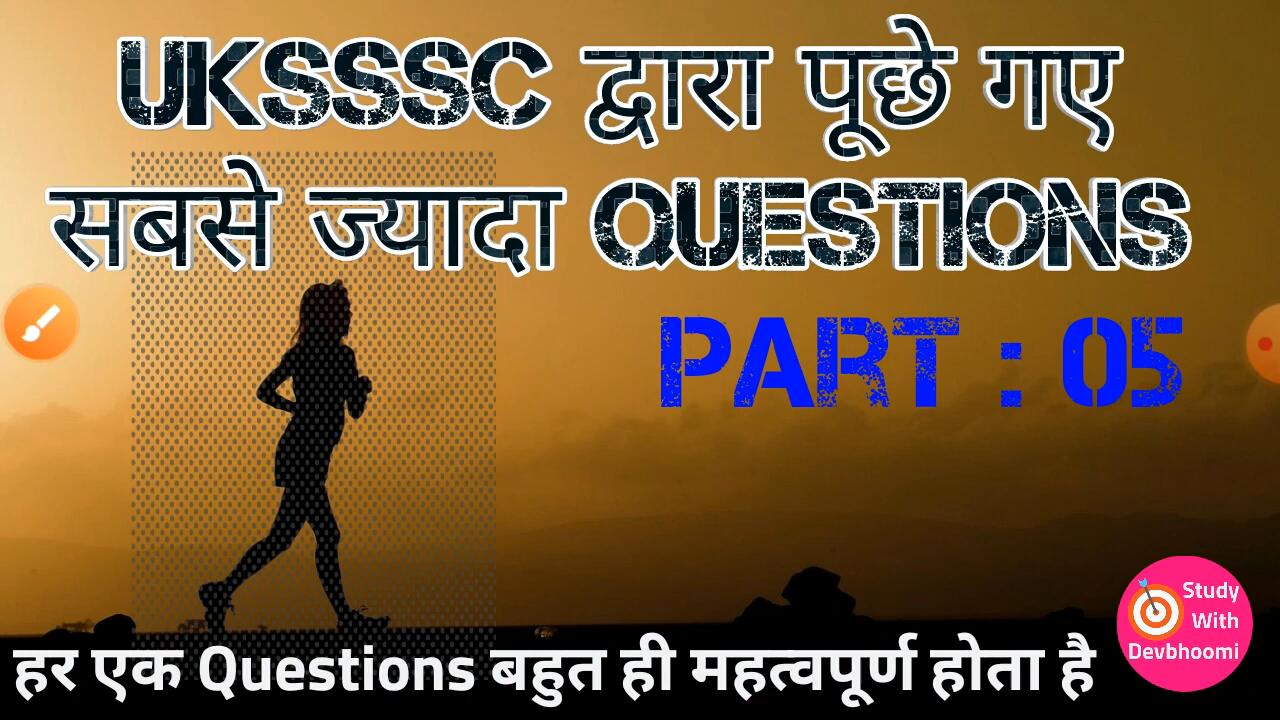 UKSSSC द्वारा पूछे गए
सबसे ज्यादा QUESTIONS
PART : 05
Study
With
Devbhoomi
हर एक Questions बहुत ही महत्वपूर्ण होता है